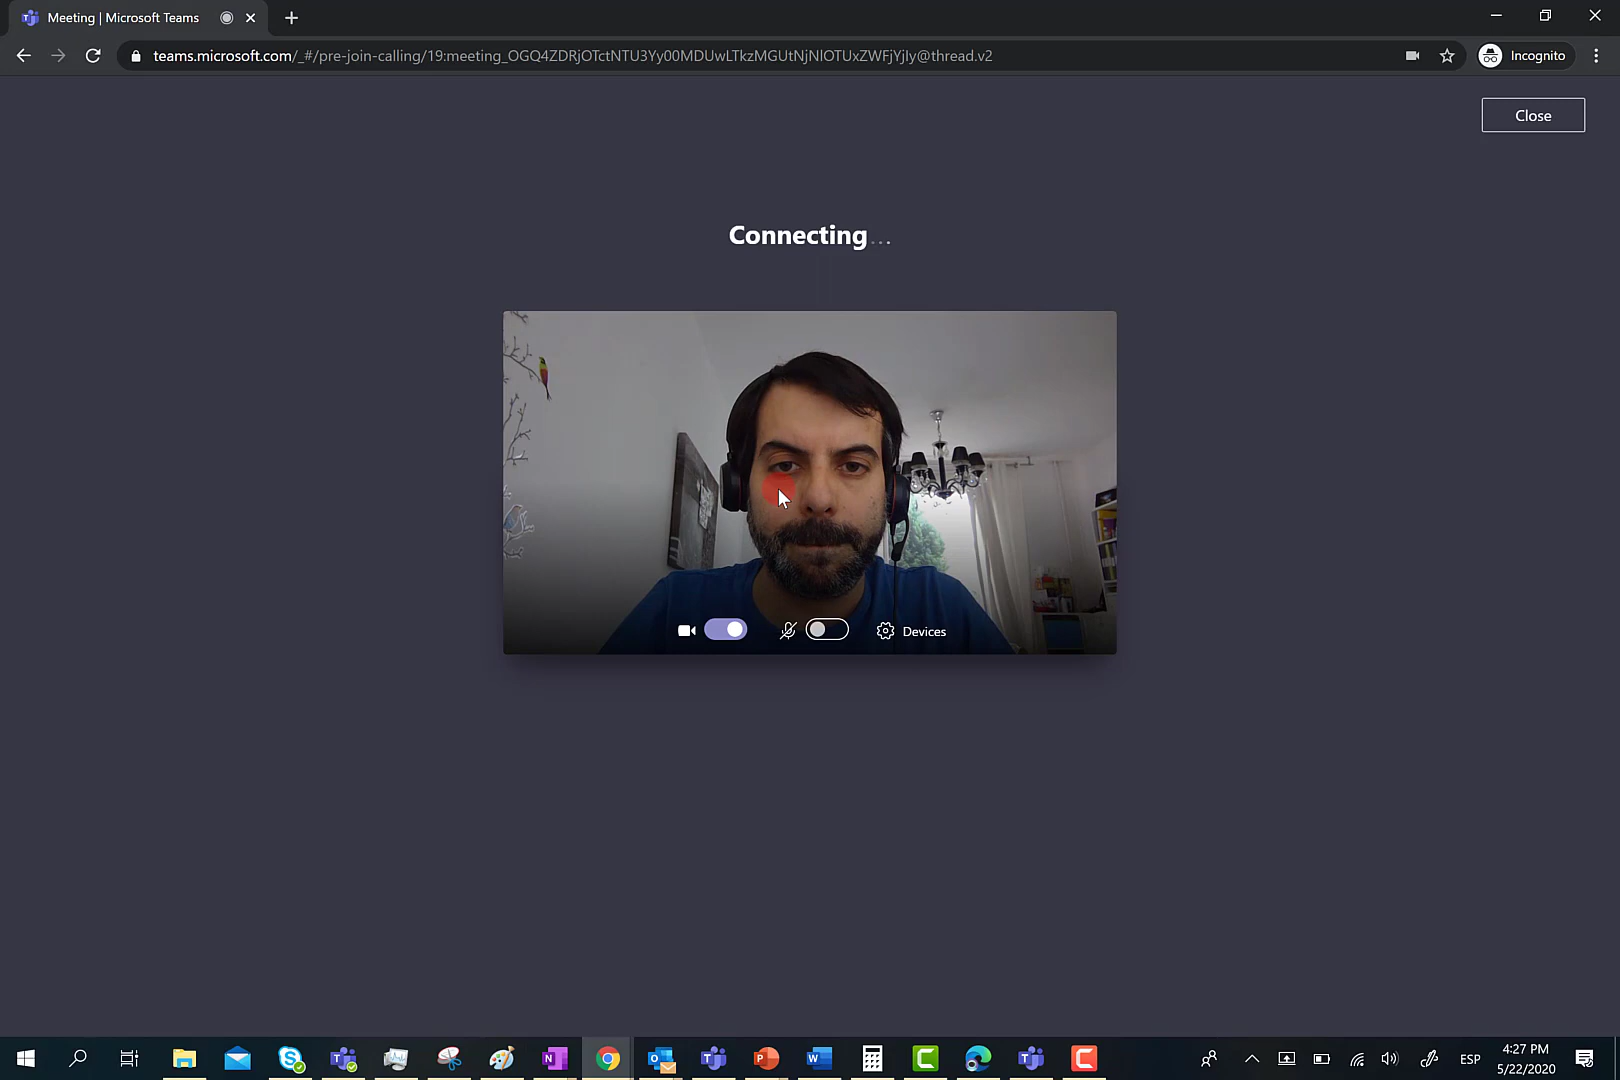 Meeting | Microsoft Teams
teams.microsoft.com/_#/pre-join-calling/19:meeting_OGQ4ZDRjOTctNTU3Yy00MDUwLTkzMGUtNjNlOTUxZWFjYjIy@thread.v2
Incognito
Close
Connecting...
Devices
ESP
4:27 PM
5/22/2020